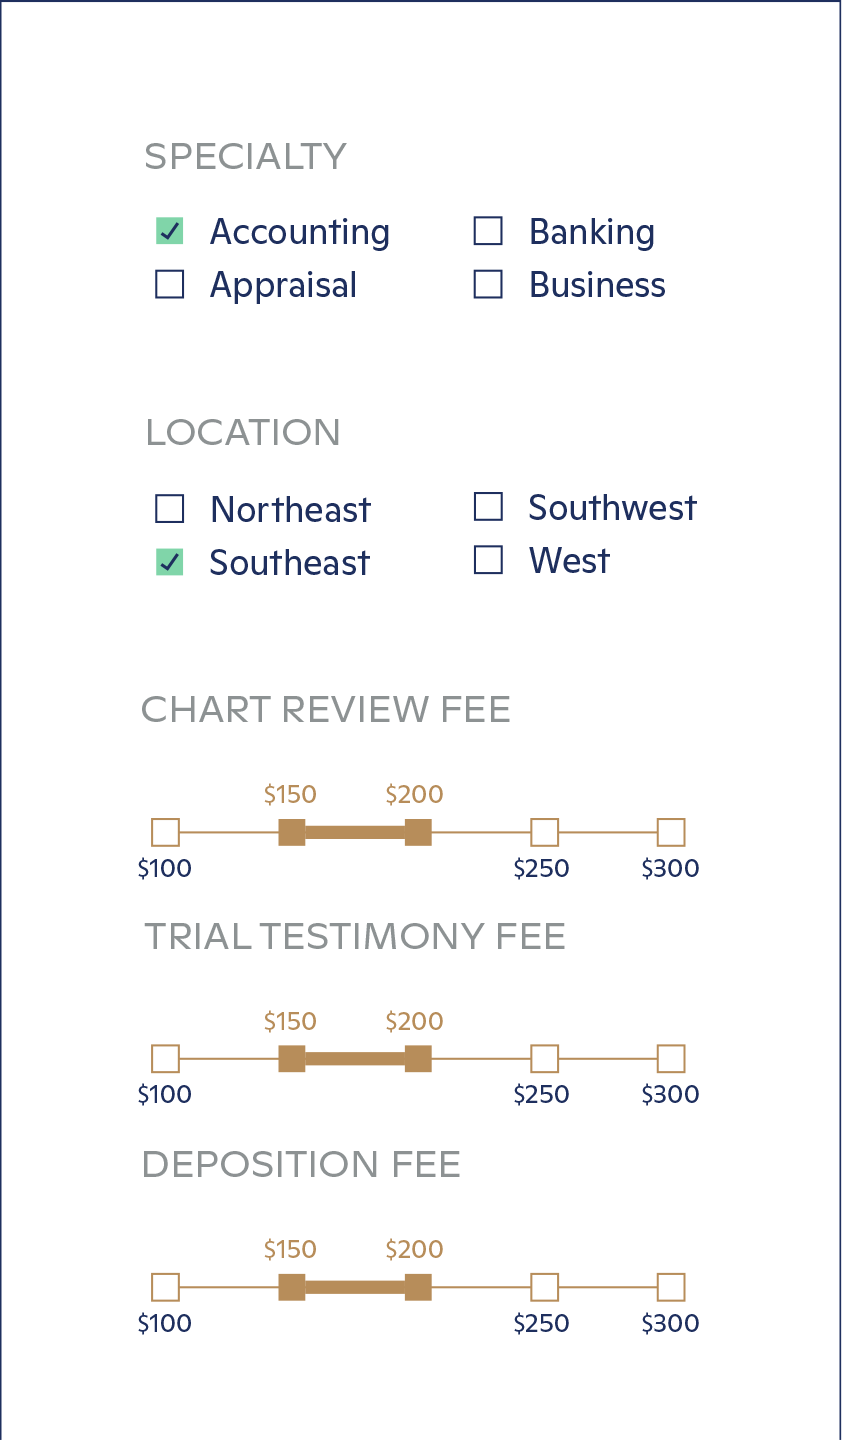 SPECIALTY
Accounting Banking
Appraisal Business
LOCATION
Northeast Southwest
Southeast West
CHART REVIEW FEE
$150 $200
$100 $250 $300
TRIAL TESTIMONY FEE
$150 $200
$100 $250 $300
DEPOSITION FEE
$150 $200
$100 $250 $300